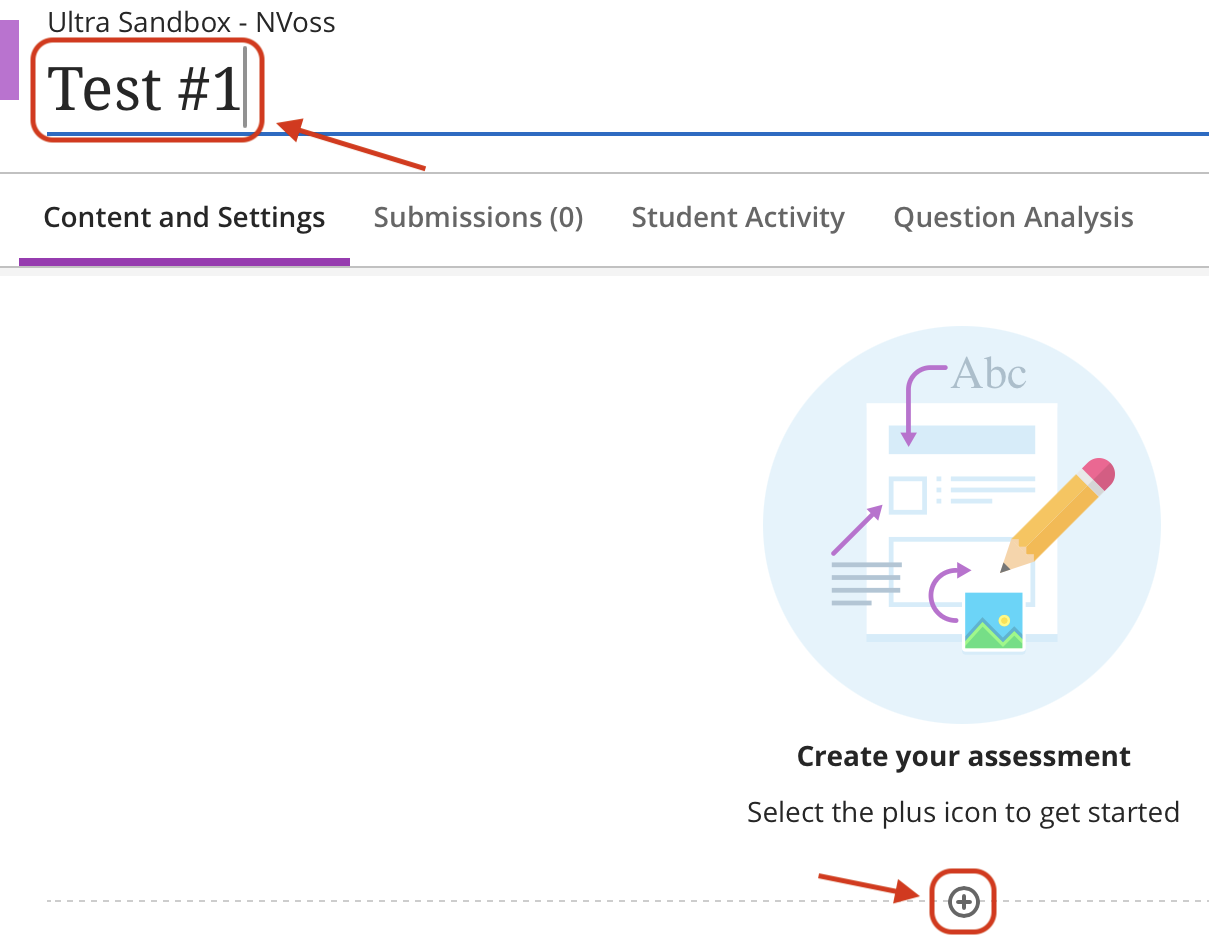 Ultra Sandbox - NVoss
Test #1
Content and Settings Submissions (0) Student Activity Question Analysis
Abc
Create your assessment
Select the plus icon to get started